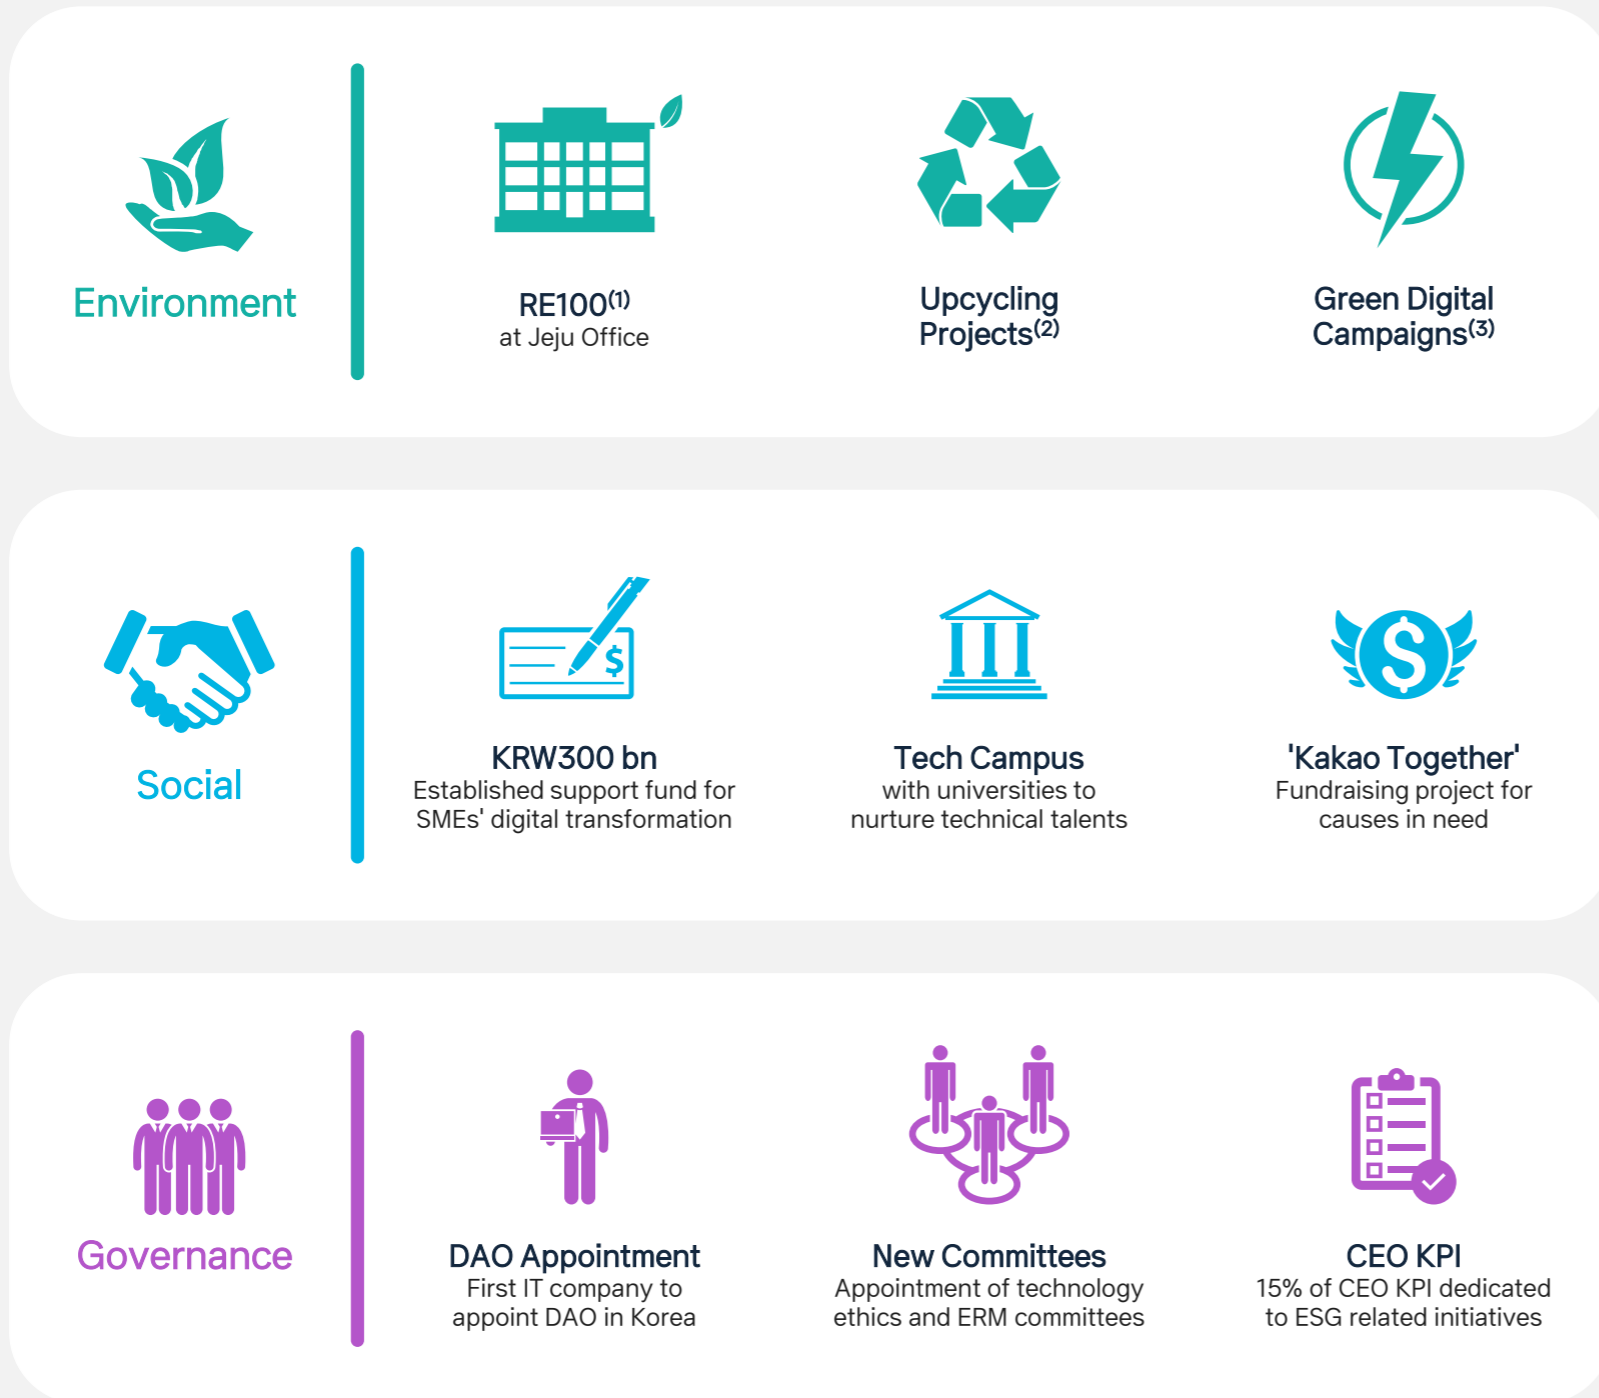 Environment
RE100(1)
at Jeju Office
Upcycling
Projects(2)
Green Digital
Campaigns(3)
Social
KRW300 bn
Established support fund for
SMEs' digital transformation
Tech Campus
with universities to
nurture technical talents
'Kakao Together'
Fundraising project for
causes in need
Governance
DAO Appointment
First IT company to
appoint DAO in Korea
New Committees
Appointment of technology
ethics and ERM committees
CEO KPI
15% of CEO KPI dedicated
to ESG related initiatives